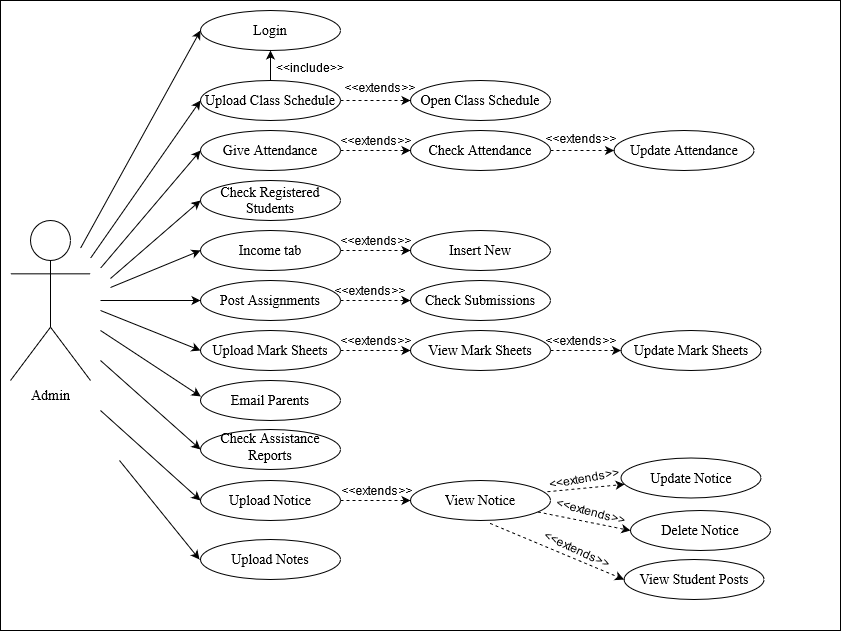 Login
<<include>>
Upload Class Schedule
<<extends>>
Open Class Schedule
Give Attendance
<<extends>>
Check Attendance
<<extends>>
Update Attendance
Check Registered
Students
Income tab
<<extends>>
Insert New
Post Assignments
<<extends>>
Check Submissions
Upload Mark Sheets
<<extends>>
View Mark Sheets
<<extends>>
Update Mark Sheets
Admin
Email Parents
Check Assistance
Reports
Upload Notice
<<extends>>
View Notice
<<extends>>
Update Notice
<<extends>>
Delete Notice
<<extends>>
View Student Posts
Upload Notes